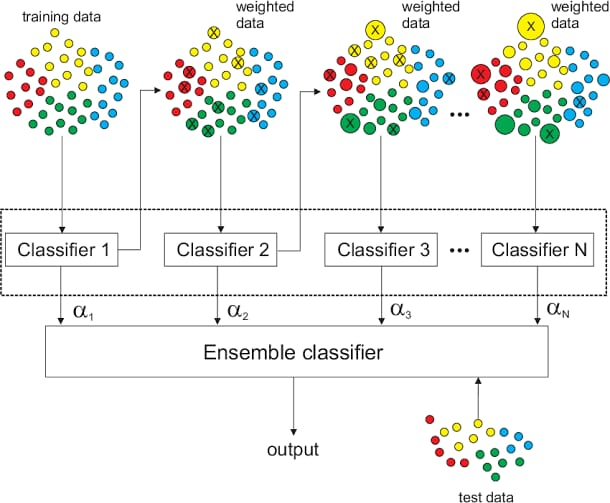 training data
weighted
data
weighted
data
weighted
data
X X X X X X X X X
X X X X X X X X X
X X X X X
...
Classifier 1
Classifier 2
Classifier 3
...
Classifier N
α1
α2
α3
αN
Ensemble classifier
output
test data